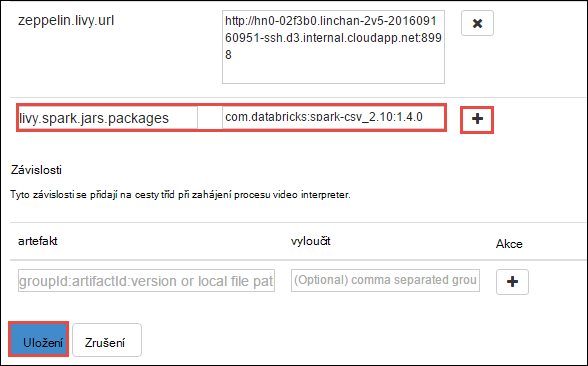 zeppelin.livy.url
http://hn0-02f3b0.linchan-2v5-2016091
60951-ssh.d3.internal.cloudapp.net:899
8
livy.spark.jars.packages
com.databricks:spark-csv_2.10:1.4.0
Závislosti
Tyto závislosti se přidají na cesty tříd při zahájení procesu video interpreter.
artefakt
vyloučit
Akce
groupId:artifactId:version or local file pat
(Optional) comma separated grou
Uložení
Zrušení